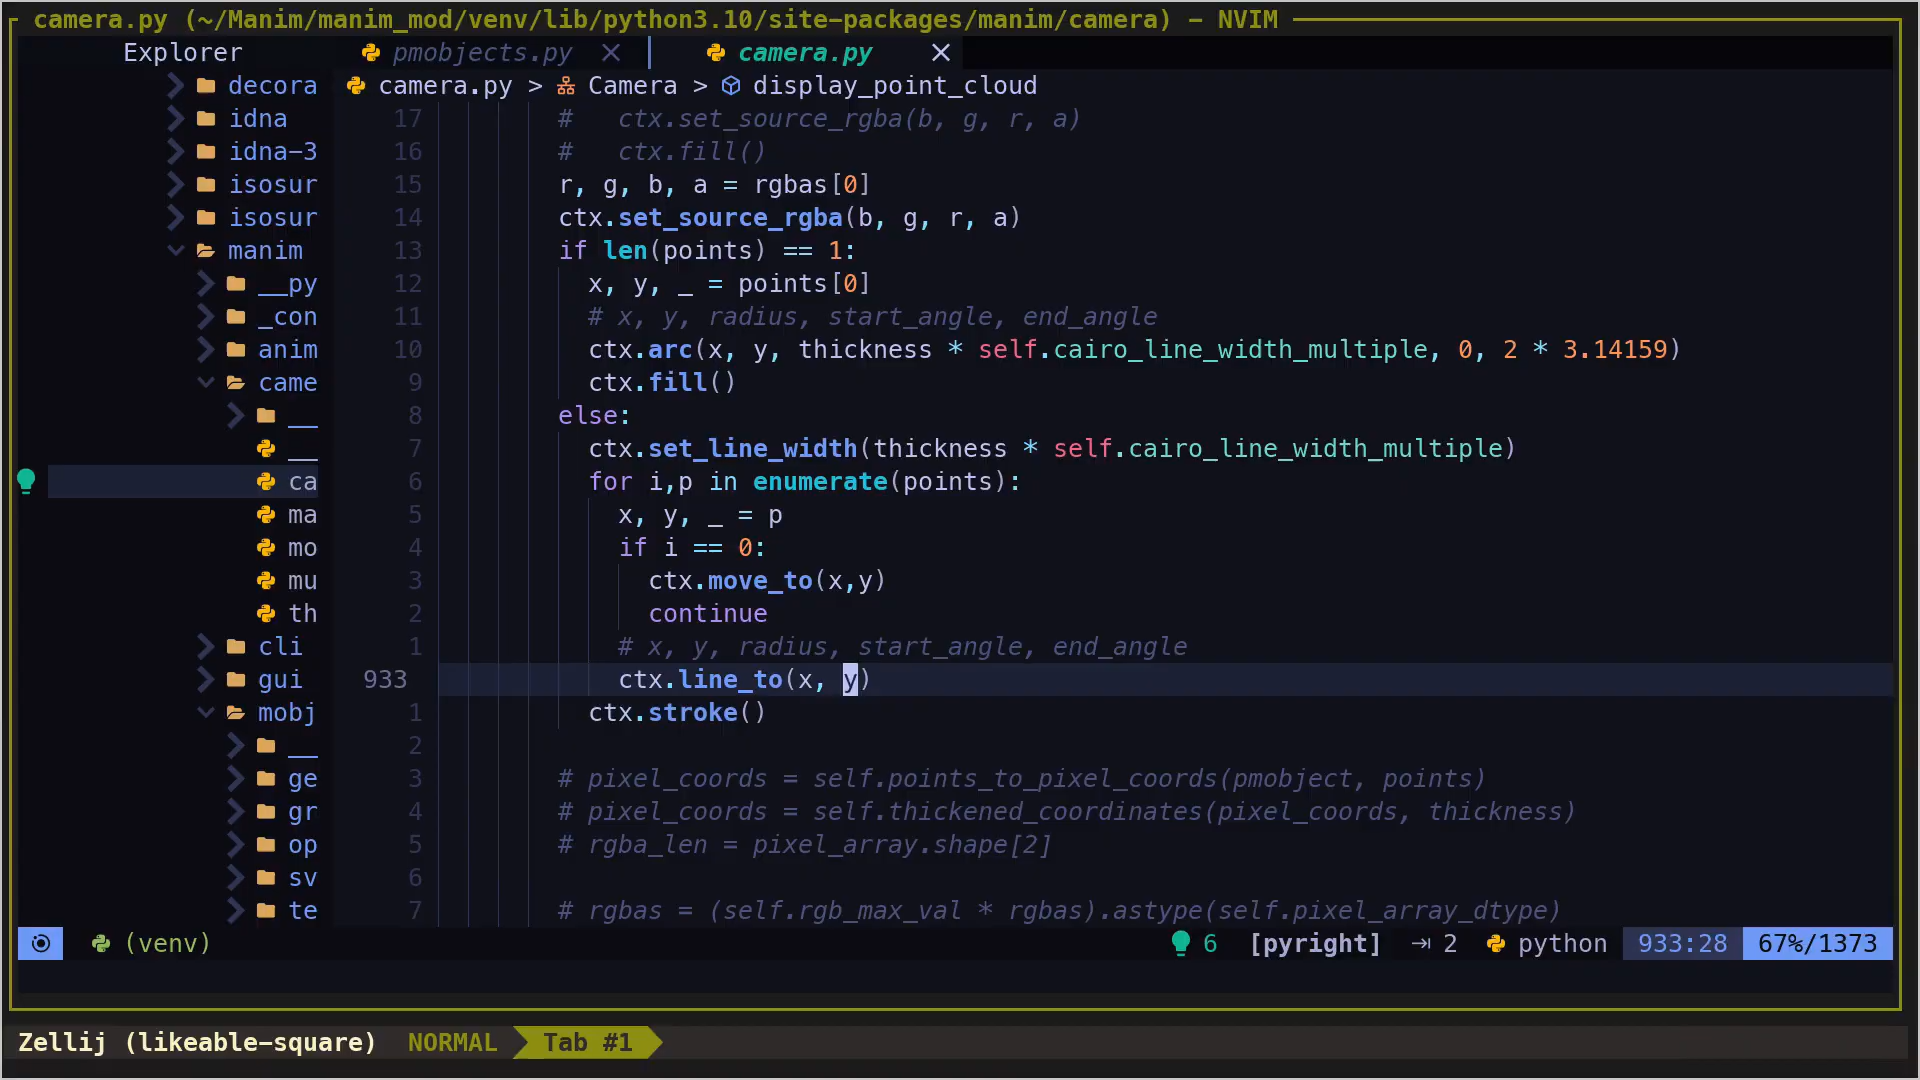 camera.py (~/Manim/manim_mod/venv/lib/python3.10/site-packages/manim/camera) - NVIM
Explorer pmobjects.py camera.py
decora camera.py > Camera > display_point_cloud
idna 17 # ctx.set_source_rgba(b, g, r, a)
idna-3 16 # ctx.fill()
isosur 15 r, g, b, a = rgbas[0]
isosur 14 ctx.set_source_rgba(b, g, r, a)
manim 13 if len(points) == 1:
__py 12 x, y, _ = points[0]
_con 11 # x, y, radius, start_angle, end_angle
anim 10 ctx.arc(x, y, thickness * self.cairo_line_width_multiple, 0, 2 * 3.14159)
came 9 ctx.fill()
__ 8 else:
__ 7 ctx.set_line_width(thickness * self.cairo_line_width_multiple)
ca 6 for i,p in enumerate(points):
ma 5 x, y, _ = p
mo 4 if i == 0:
mu 3 ctx.move_to(x,y)
th 2 continue
cli 1 # x, y, radius, start_angle, end_angle
gui 933 ctx.line_to(x, y)
mobj 1 ctx.stroke()
__ 2
ge 3 # pixel_coords = self.points_to_pixel_coords(pmobject, points)
gr 4 # pixel_coords = self.thickened_coordinates(pixel_coords, thickness)
op 5 # rgba_len = pixel_array.shape[2]
sv 6
te 7 # rgbas = (self.rgb_max_val * rgbas).astype(self.pixel_array_dtype)
(venv) 6 [pyright] 2 python 933:28 67%/1373
Zellij (likeable-square) NORMAL Tab #1